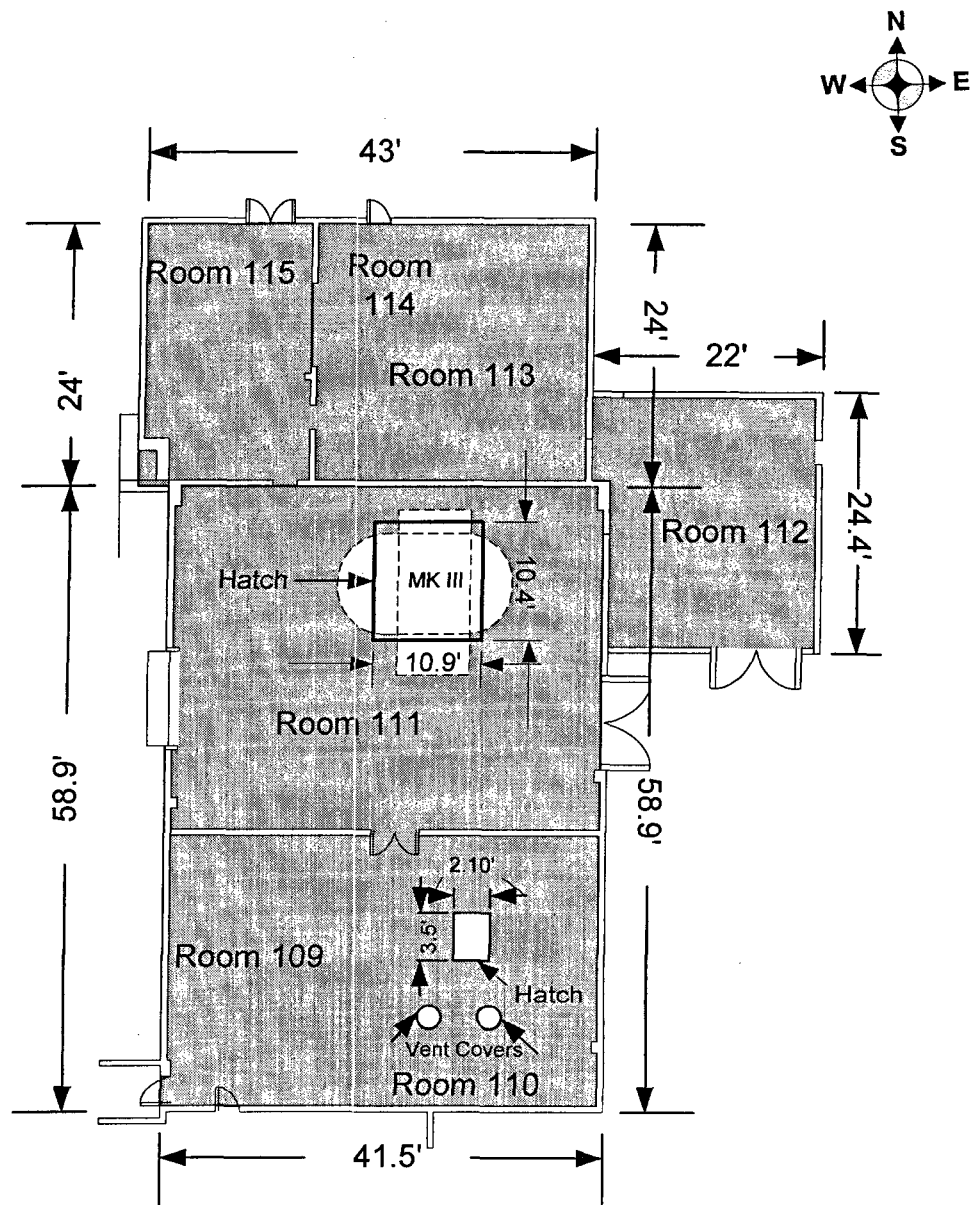 N
W E
S
43'
Room 115
Room
114
24'
24'
22'
Room 113
Room 112
24.4'
Hatch
MK III
10.4'
10.9'
Room 111
58.9'
58.9'
2.10'
3.5'
Room 109
Hatch
Vent Covers
Room 110
41.5'